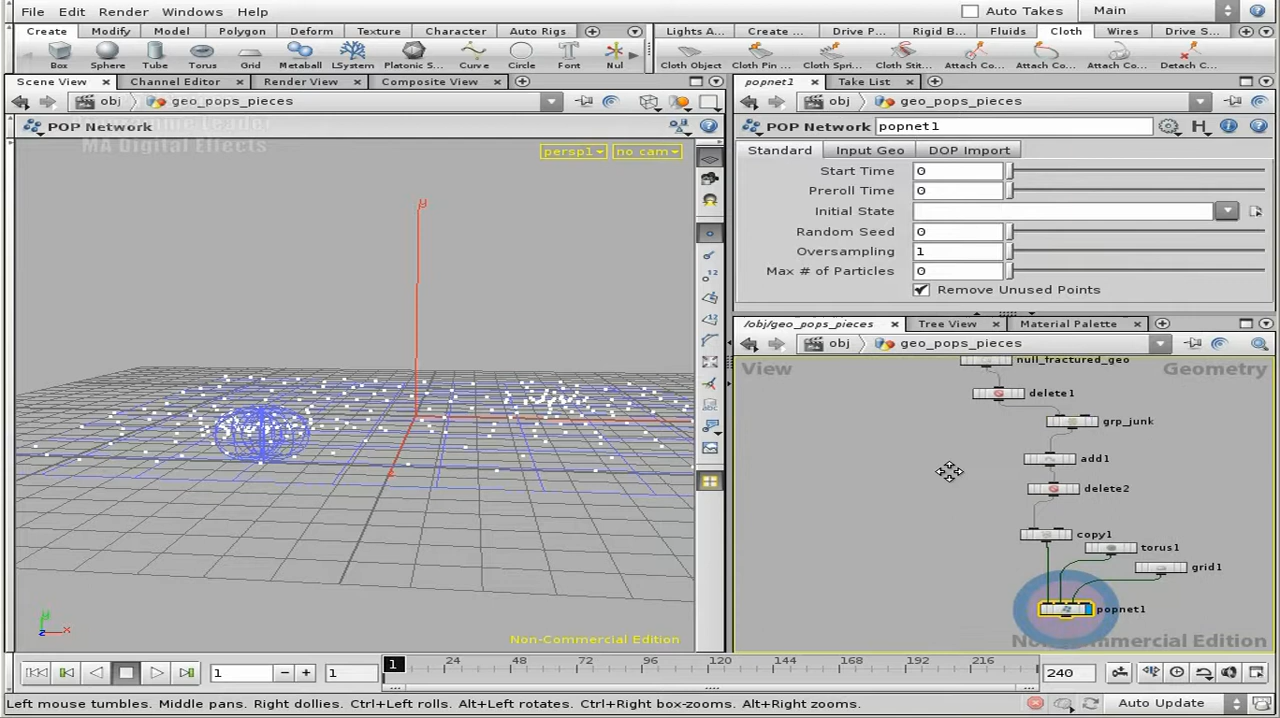 File Edit Render Windows Help Auto Takes Main
Create Modify Model Polygon Deform Texture Character Auto Rigs Lights A... Create ... Drive P... Rigid B... Fluids Cloth Wires Drive S...
Box Sphere Tube Torus Grid Metaball LSystem Platonic S... Curve Circle Font Nul Cloth Object Cloth Pin ... Cloth Spri... Cloth Stit... Attach Co... Attach Co... Attach Co... Detach C...
Scene View Channel Editor Render View Composite View popnet1 Take List
obj geo_pops_pieces obj geo_pops_pieces
POP Network POP Network popnet1
MA Digital Effects
persp1 no cam
Standard Input Geo DOP Import
Start Time 0
Preroll Time 0
Initial State
Random Seed 0
Oversampling 1
Max # of Particles 0
Remove Unused Points
/obj/geo_pops_pieces Tree View Material Palette
obj geo_pops_pieces
View Geometry
null_fractured_geo
delete1
grp_junk
add1
delete2
copy1
torus1
grid1
popnet1
y
x
z
y
z x
Non-Commercial Edition
Non-Commercial Edition
1 1 1 24 48 72 96 120 144 168 192 216 240
Left mouse tumbles. Middle pans. Right dollies. Ctrl+Left rolls. Alt+Left rotates. Ctrl+Right box-zooms. Alt+Right zooms. Auto Update